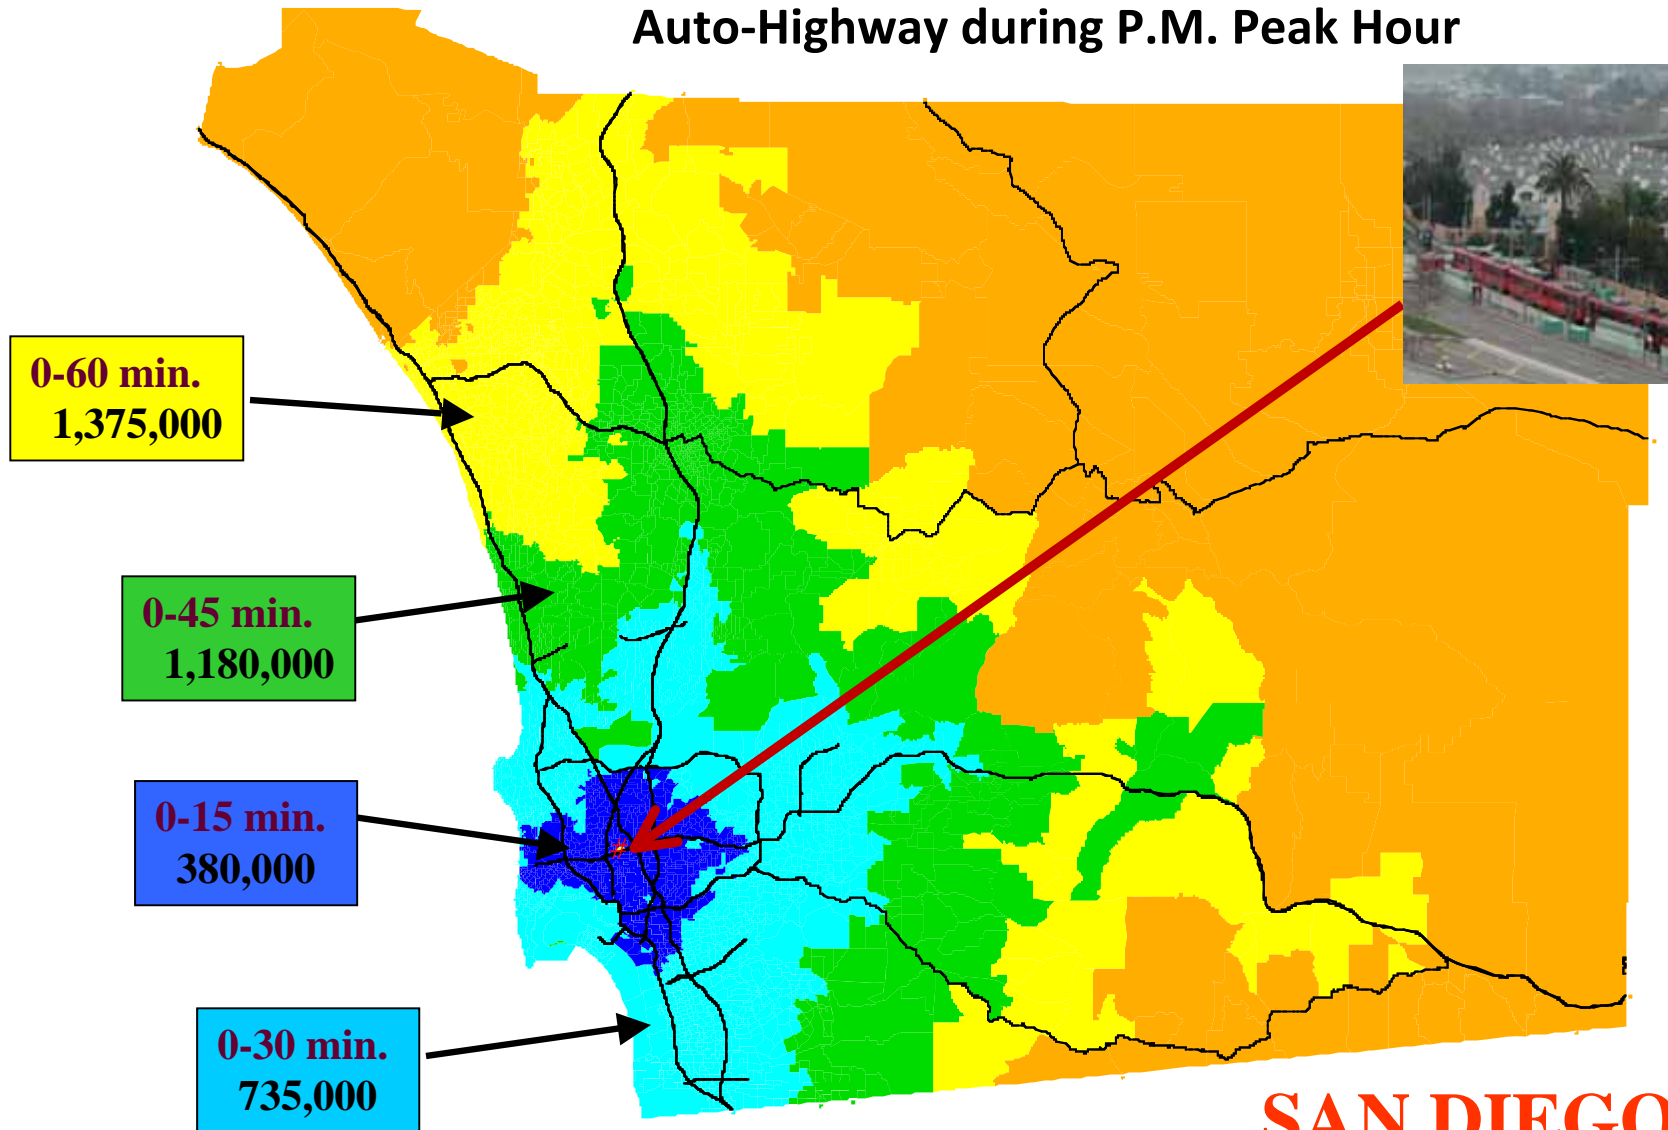 Auto-Highway during P.M. Peak Hour
0-60 min.
1,375,000
0-45 min.
1,180,000
0-15 min.
380,000
0-30 min.
735,000
SAN DIEGO